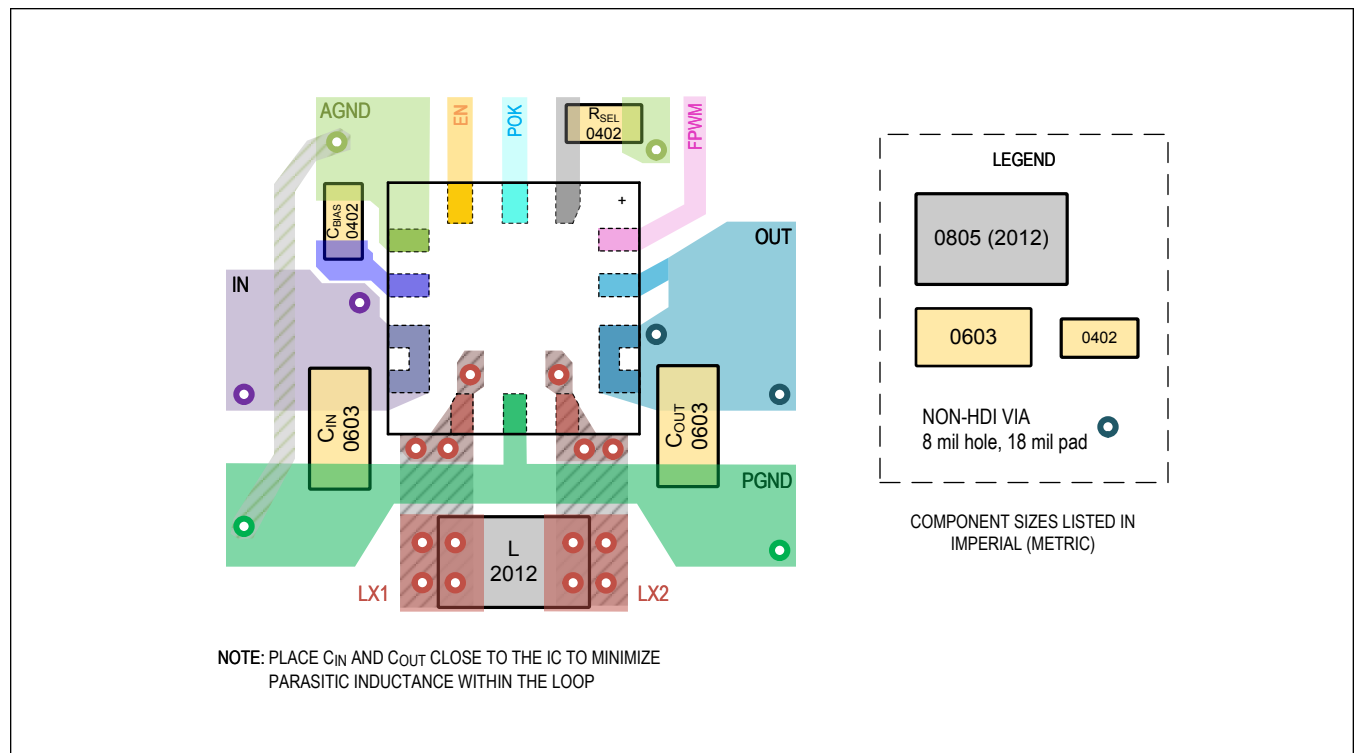 AGND
EN
POK
RSEL
0402
FPWM
CBIAS
0402
+
IN
OUT
CIN
0603
COUT
0603
PGND
L
2012
LX1
LX2
NOTE: PLACE CIN AND COUT CLOSE TO THE IC TO MINIMIZE
PARASITIC INDUCTANCE WITHIN THE LOOP
LEGEND
0805 (2012)
0603
0402
NON-HDI VIA
8 mil hole, 18 mil pad
COMPONENT SIZES LISTED IN
IMPERIAL (METRIC)